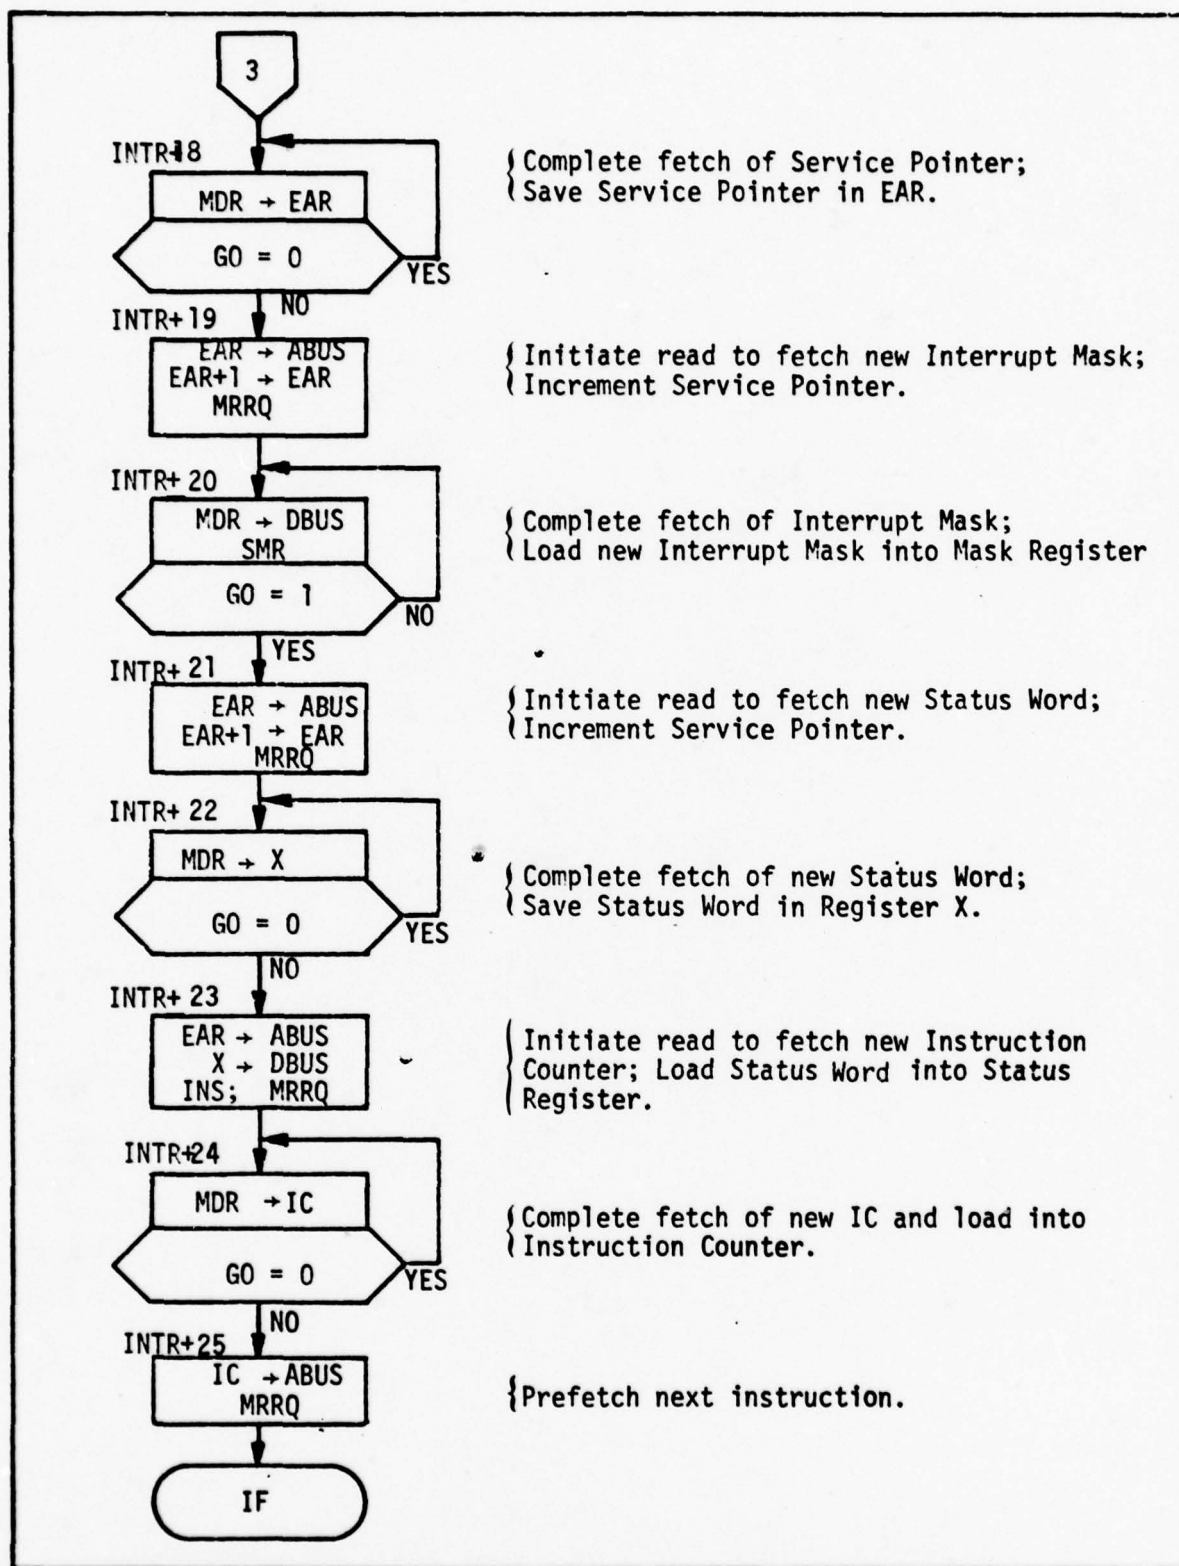 3
INTR+18
MDR → EAR
GO = 0
YES
NO
{Complete fetch of Service Pointer;
Save Service Pointer in EAR.
INTR+19
EAR → ABUS
EAR+1 → EAR
MRRQ
{Initiate read to fetch new Interrupt Mask;
Increment Service Pointer.
INTR+ 20
MDR → DBUS
SMR
GO = 1
NO
YES
{Complete fetch of Interrupt Mask;
Load new Interrupt Mask into Mask Register
INTR+ 21
EAR → ABUS
EAR+1 → EAR
MRRQ
{Initiate read to fetch new Status Word;
Increment Service Pointer.
INTR+ 22
MDR → X
GO = 0
YES
NO
{Complete fetch of new Status Word;
Save Status Word in Register X.
INTR+ 23
EAR → ABUS
X → DBUS
INS; MRRQ
{Initiate read to fetch new Instruction
Counter; Load Status Word into Status
Register.
INTR+24
MDR → IC
GO = 0
YES
NO
{Complete fetch of new IC and load into
Instruction Counter.
INTR+25
IC → ABUS
MRRQ
{Prefetch next instruction.
IF